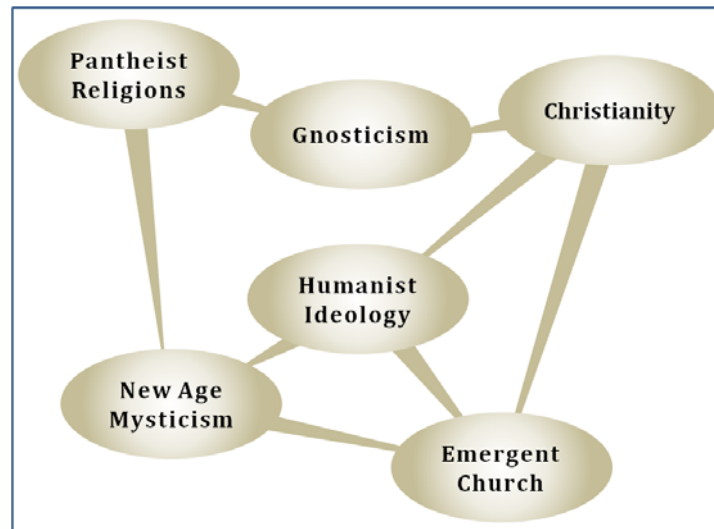 Pantheist
Religions
Gnosticism
Christianity
Humanist
Ideology
New Age
Mysticism
Emergent
Church